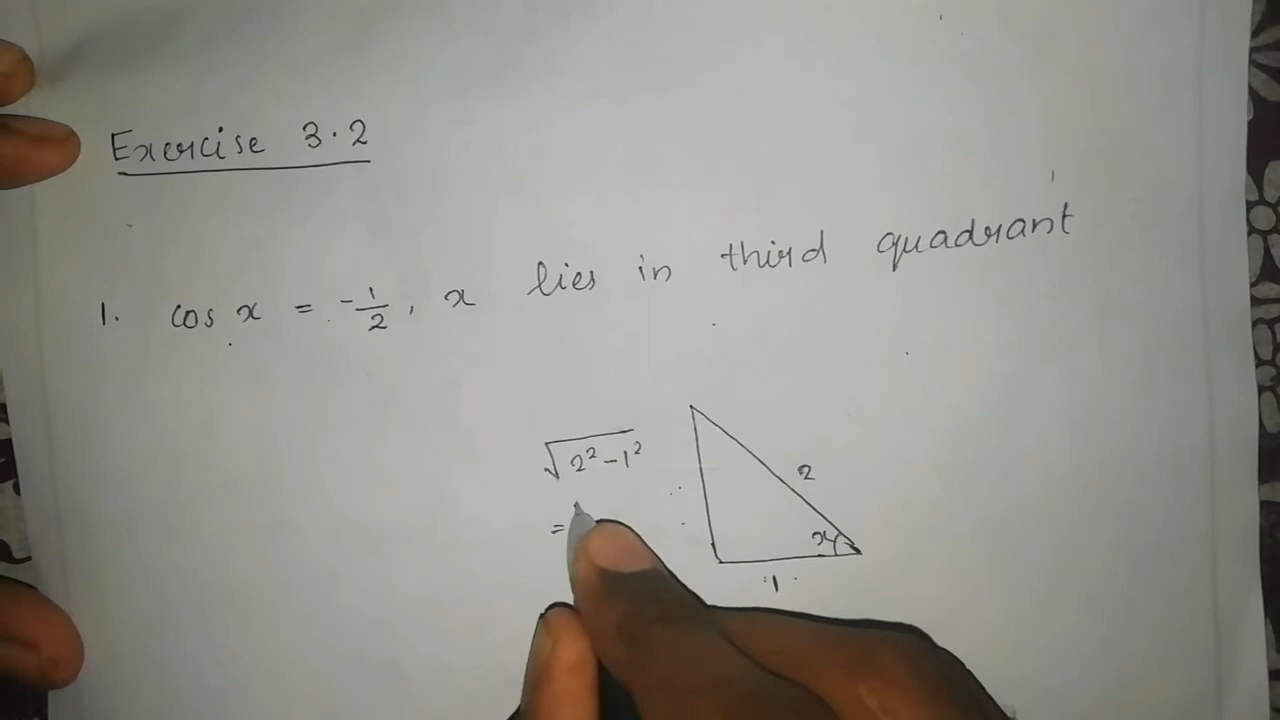 Exercise 3.2
1. cos x = -1/2, x lies in third quadrant
√(2² - 1²)
=
2
x
1